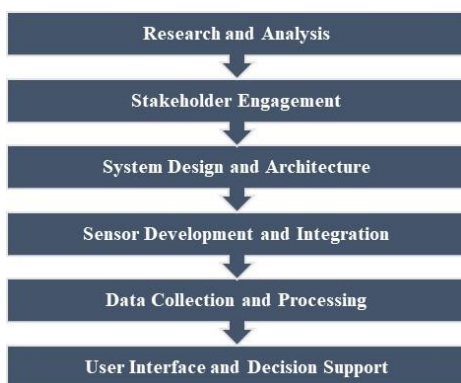 Research and Analysis
Stakeholder Engagement
System Design and Architecture
Sensor Development and Integration
Data Collection and Processing
User Interface and Decision Support